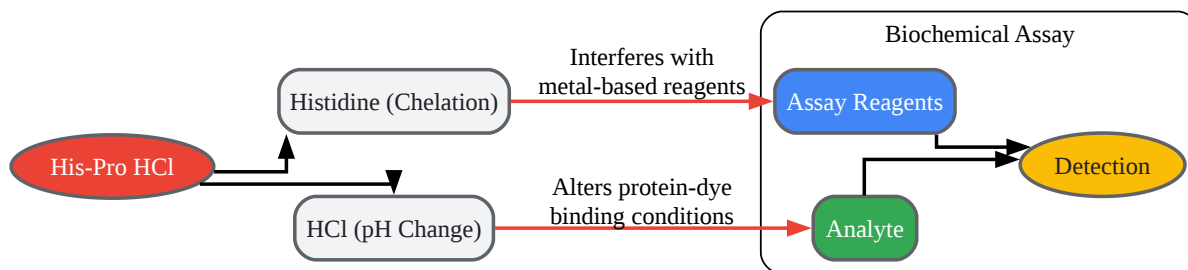 Biochemical Assay
Interferes with
metal-based reagents
Histidine (Chelation)
Assay Reagents
His-Pro HCl
Detection
Alters protein-dye
binding conditions
HCl (pH Change)
Analyte